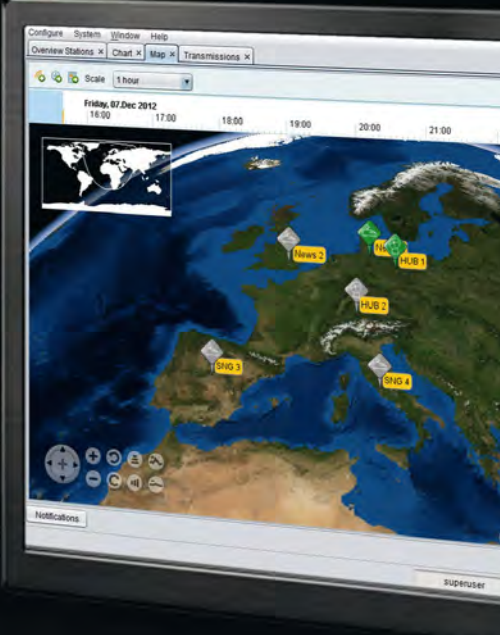 Configure System Window Help
Overview Stations × Chart × Map × Transmissions ×
Scale 1 hour
Friday, 07.Dec 2012
16:00 17:00 18:00 19:00 20:00 21:00
News 2
HUB 1
HUB 2
SNG 3
SNG 4
Notifications
superuser